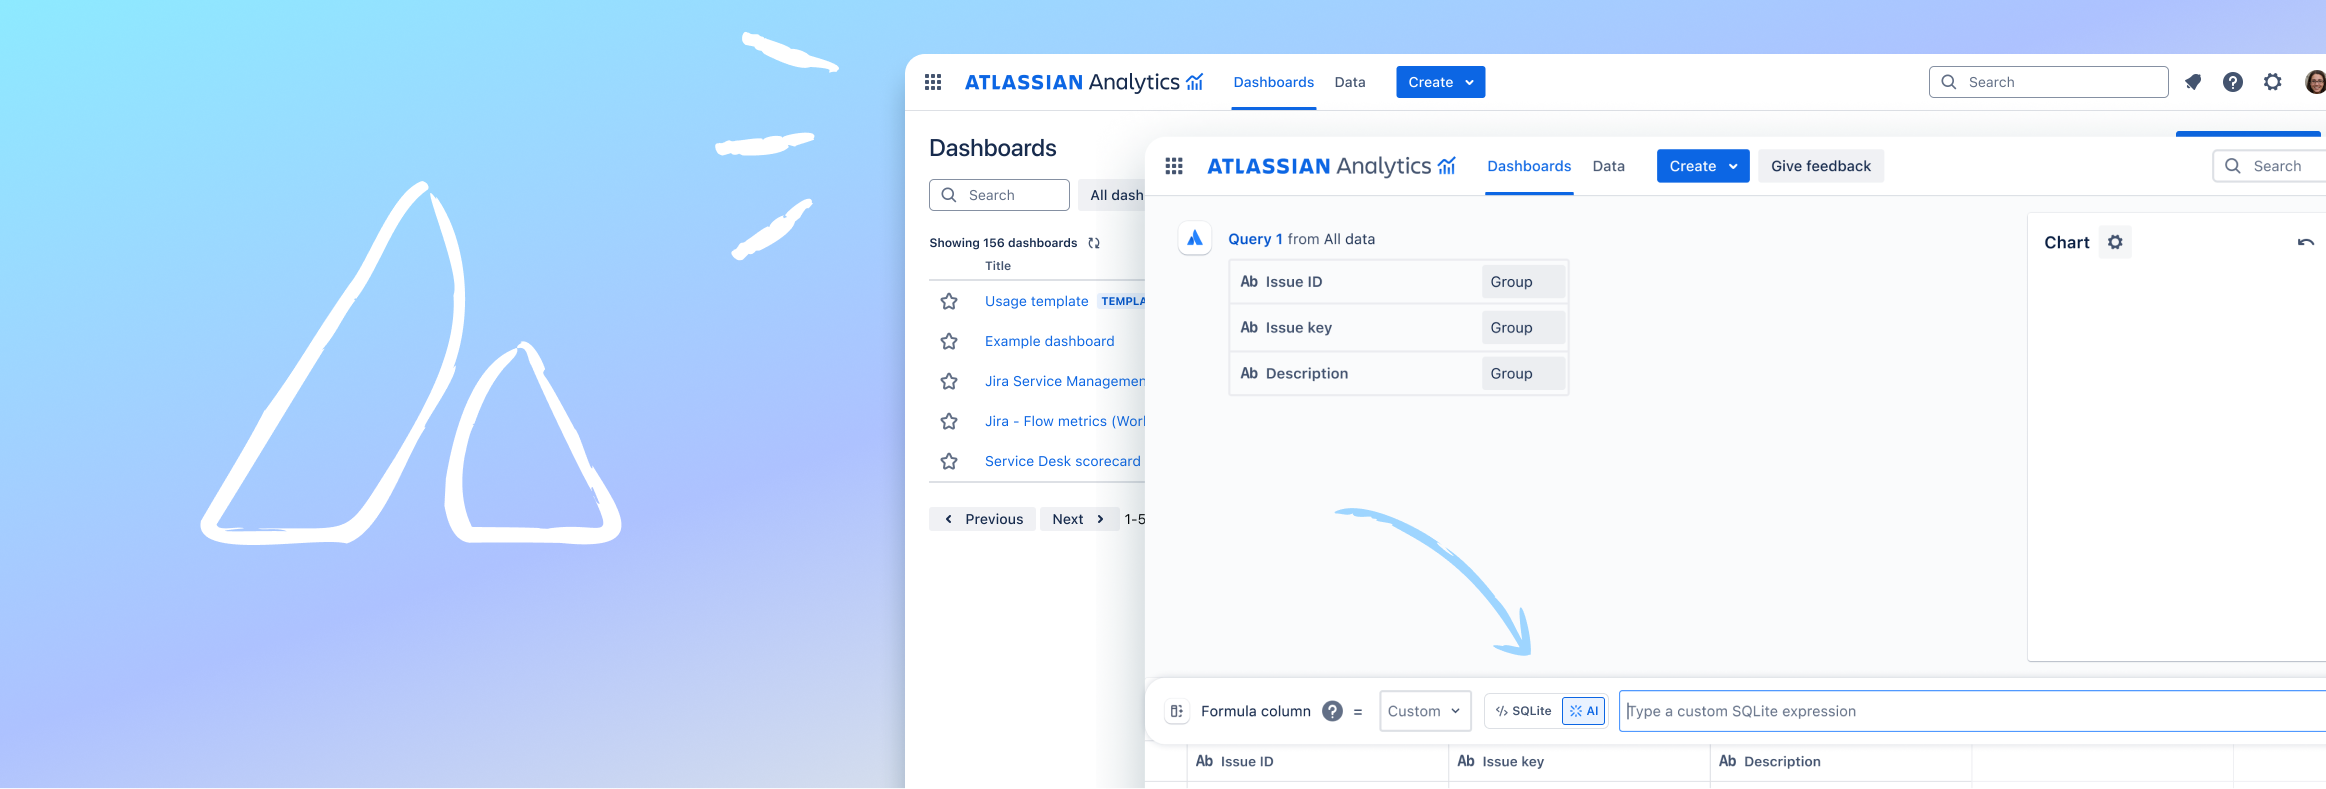 ATLASSIAN Analytics Dashboards Data Create Search
Dashboards
Search All dash
Showing 156 dashboards
Title
Usage template TEMPLA
Example dashboard
Jira Service Managemen
Jira - Flow metrics (Worl
Service Desk scorecard
Previous Next 1-5
ATLASSIAN Analytics Dashboards Data Create Give feedback Search
Query 1 from All data
Ab Issue ID Group
Ab Issue key Group
Ab Description Group
Chart
Formula column ? = Custom </> SQLite AI Type a custom SQLite expression
Ab Issue ID Ab Issue key Ab Description